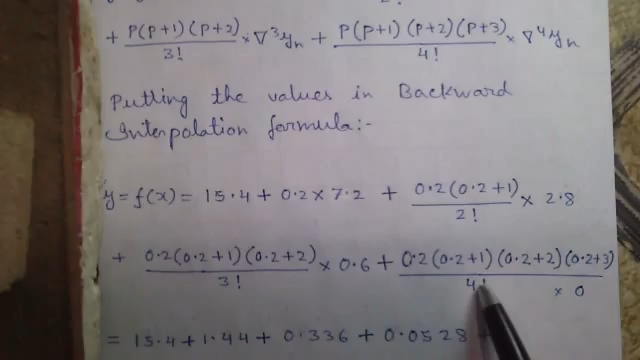 + P(P+1)(P+2)/3! × ∇³yₙ + P(P+1)(P+2)(P+3)/4! × ∇⁴yₙ
Putting the values in Backward
Interpolation formula:-
y = f(x) = 15.4 + 0.2 × 7.2 + 0.2(0.2+1)/2! × 2.8
+ 0.2(0.2+1)(0.2+2)/3! × 0.6 + 0.2(0.2+1)(0.2+2)(0.2+3)/4! × 0
= 15.4 + 1.44 + 0.336 + 0.0528